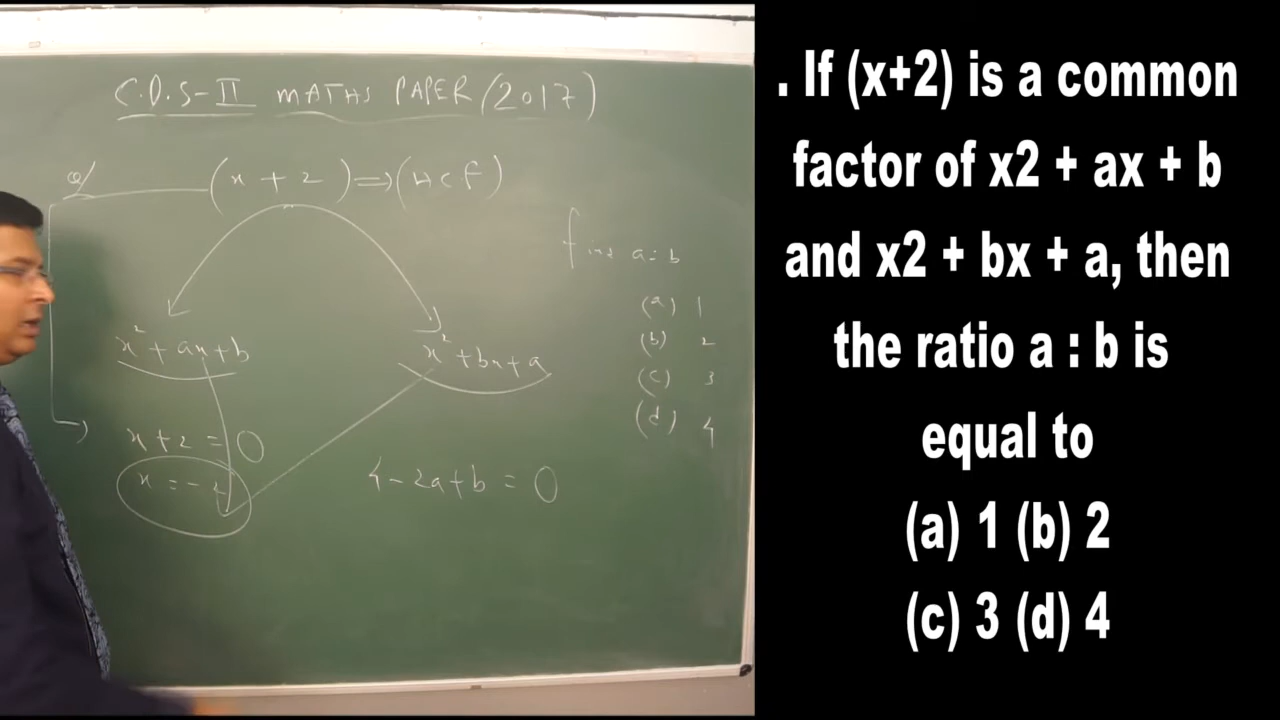 C.D.S-II MATHS PAPER (2017)
Q/ (x + 2) ⇒ (HCF)
find a:b
(a) 1
(b) 2
(c) 3
(d) 4
x² + ax + b
x² + bx + a
x + 2 = 0
x = -2
4 - 2a + b = 0
. If (x+2) is a common
factor of x2 + ax + b
and x2 + bx + a, then
the ratio a : b is
equal to
(a) 1 (b) 2
(c) 3 (d) 4